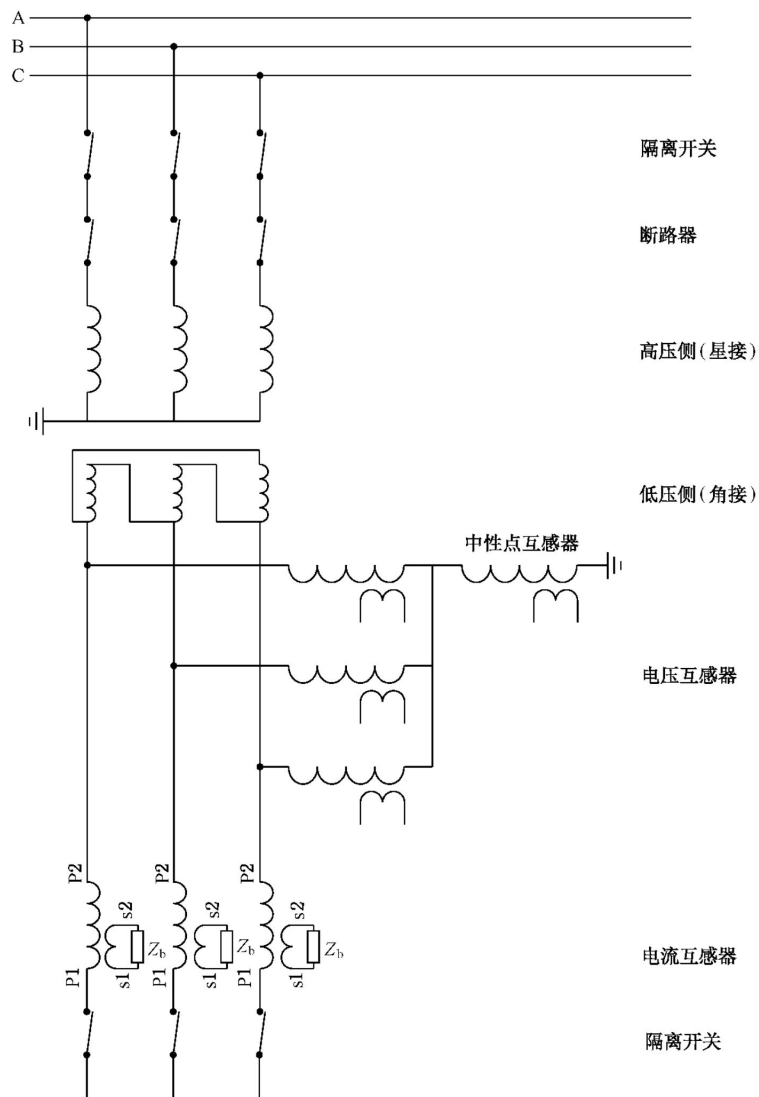 A
B
C
隔离开关
断路器
高压侧(星接)
低压侧(角接)
中性点互感器
电压互感器
P2 P2 P2
s2 s2 s2
Zb Zb Zb
电流互感器
P1 P1 P1
s1 s1 s1
隔离开关